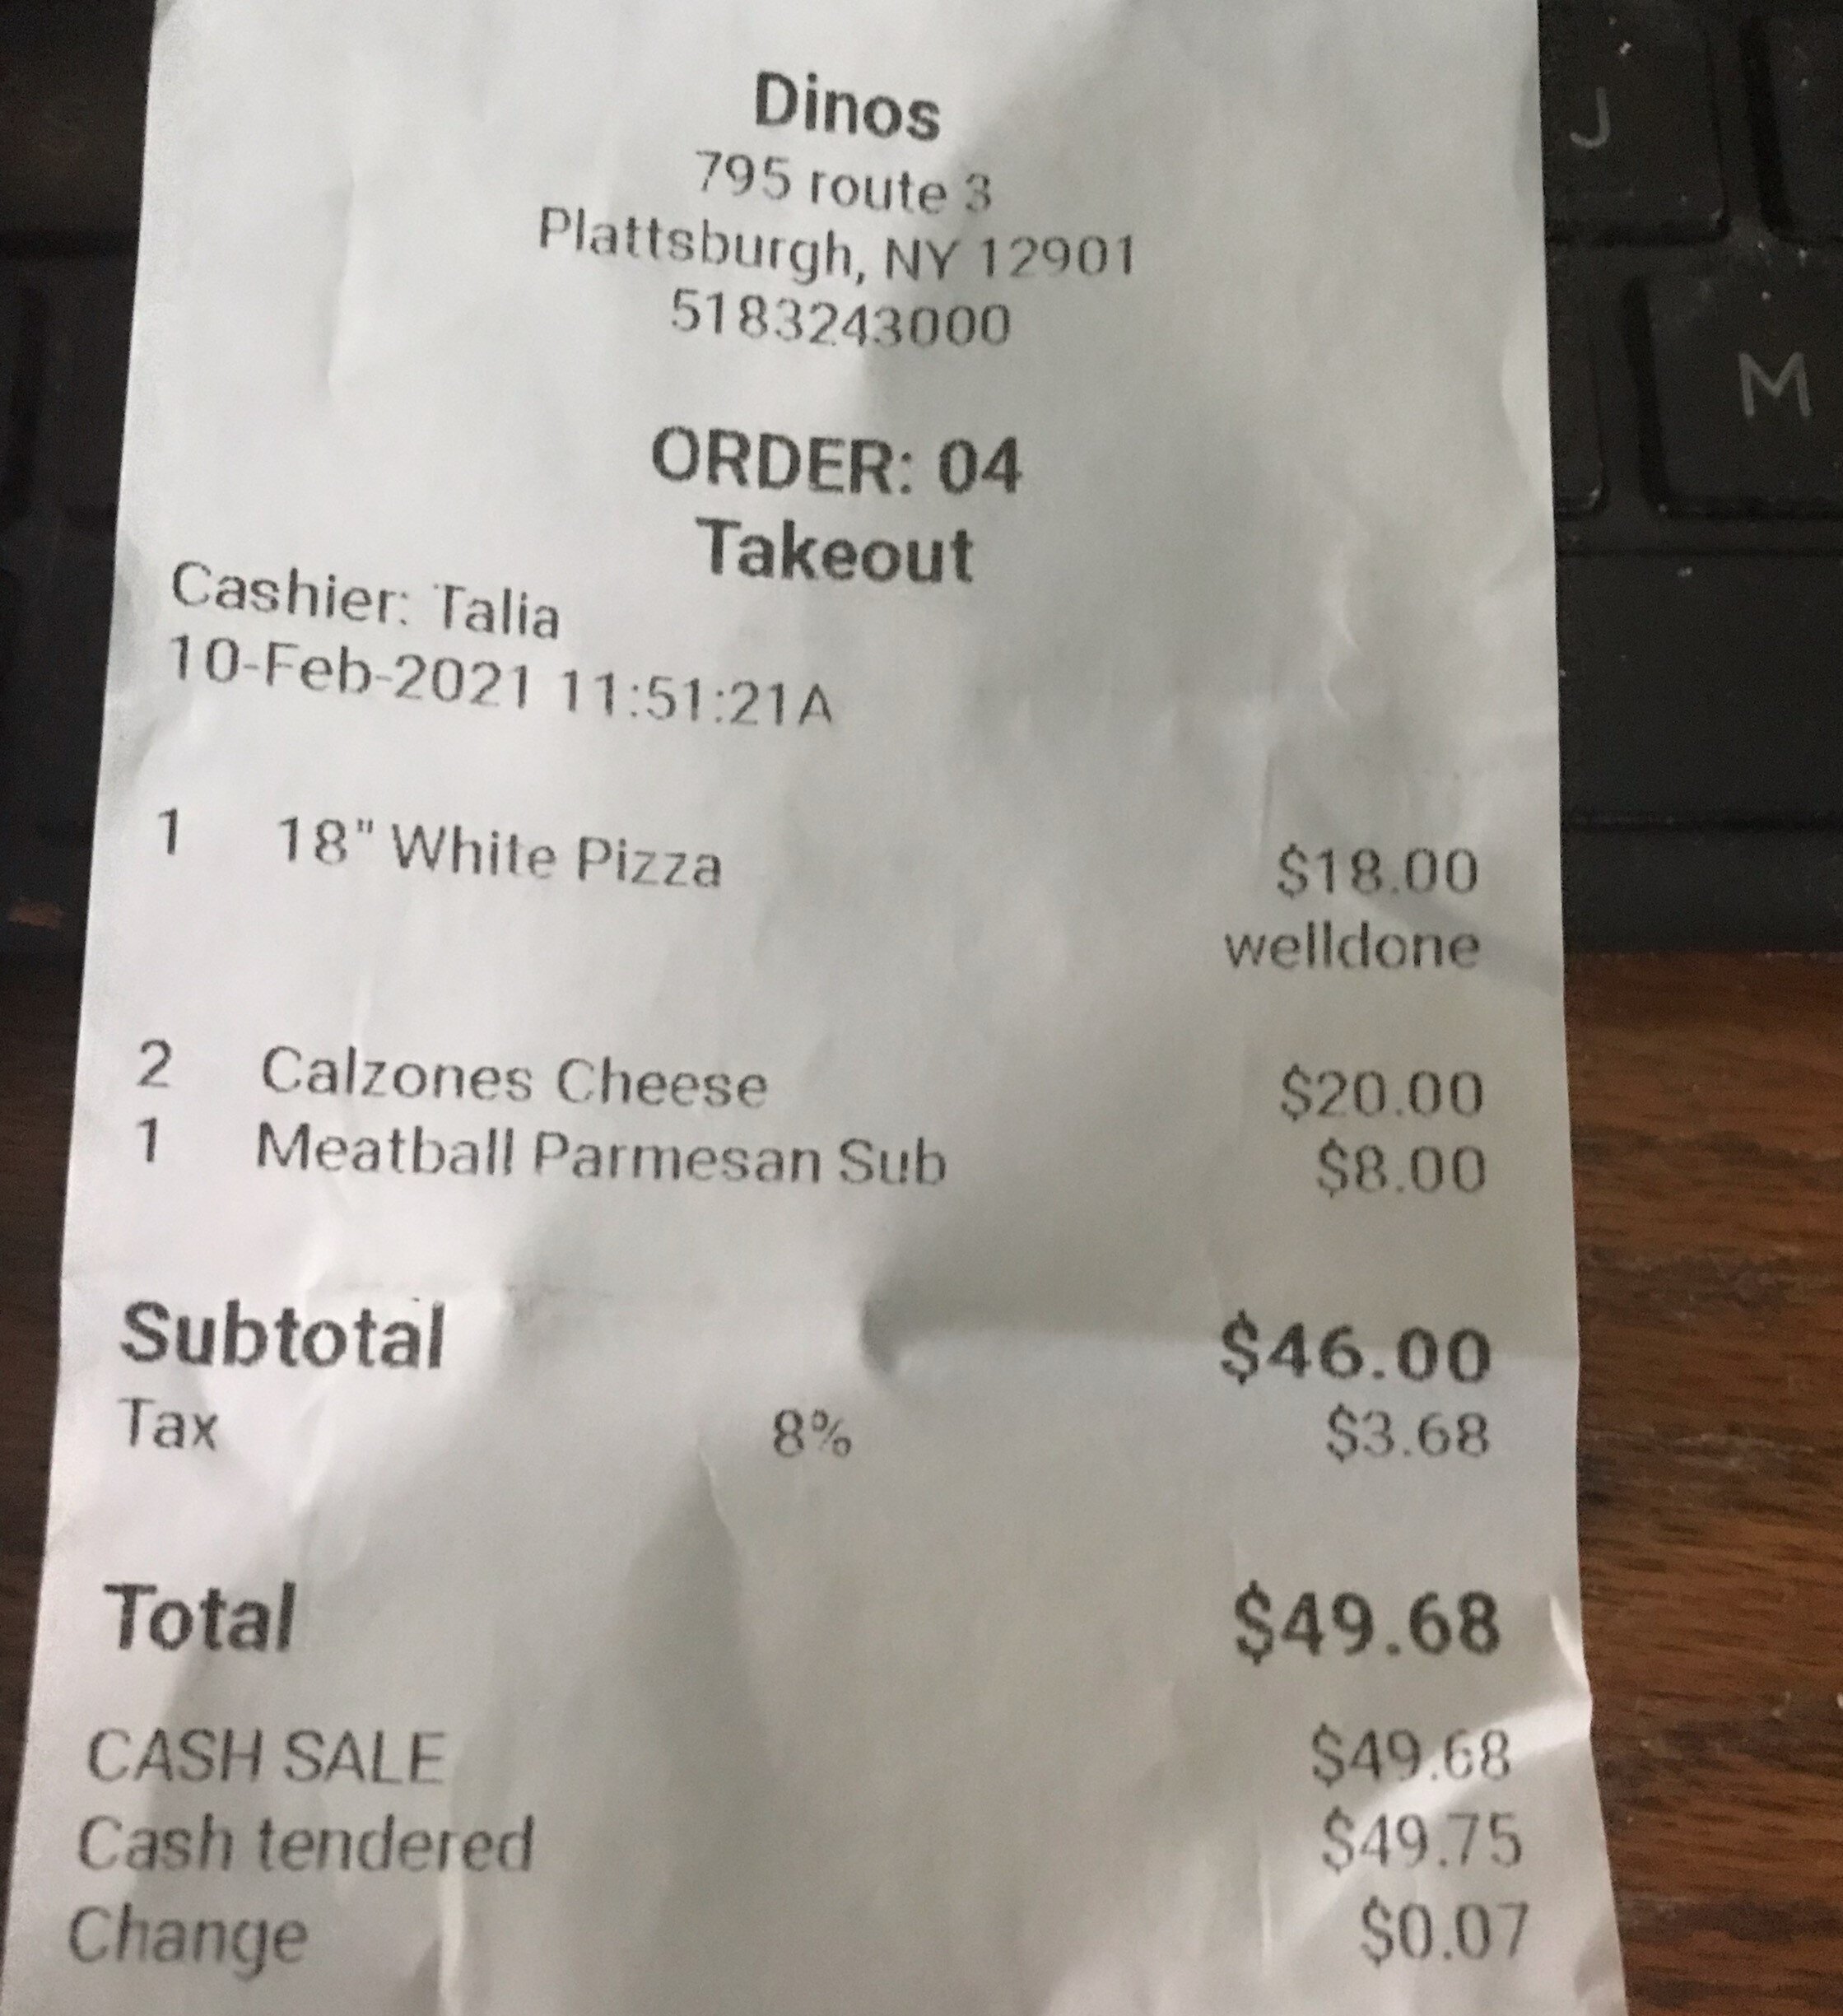 Dinos
795 route 3
Plattsburgh, NY 12901
5183243000
ORDER: 04
Takeout
Cashier: Talia
10-Feb-2021 11:51:21A
1 18" White Pizza $18.00
welldone
2 Calzones Cheese $20.00
1 Meatball Parmesan Sub $8.00
Subtotal $46.00
Tax 8% $3.68
Total $49.68
CASH SALE $49.68
Cash tendered $49.75
Change $0.07
J
M